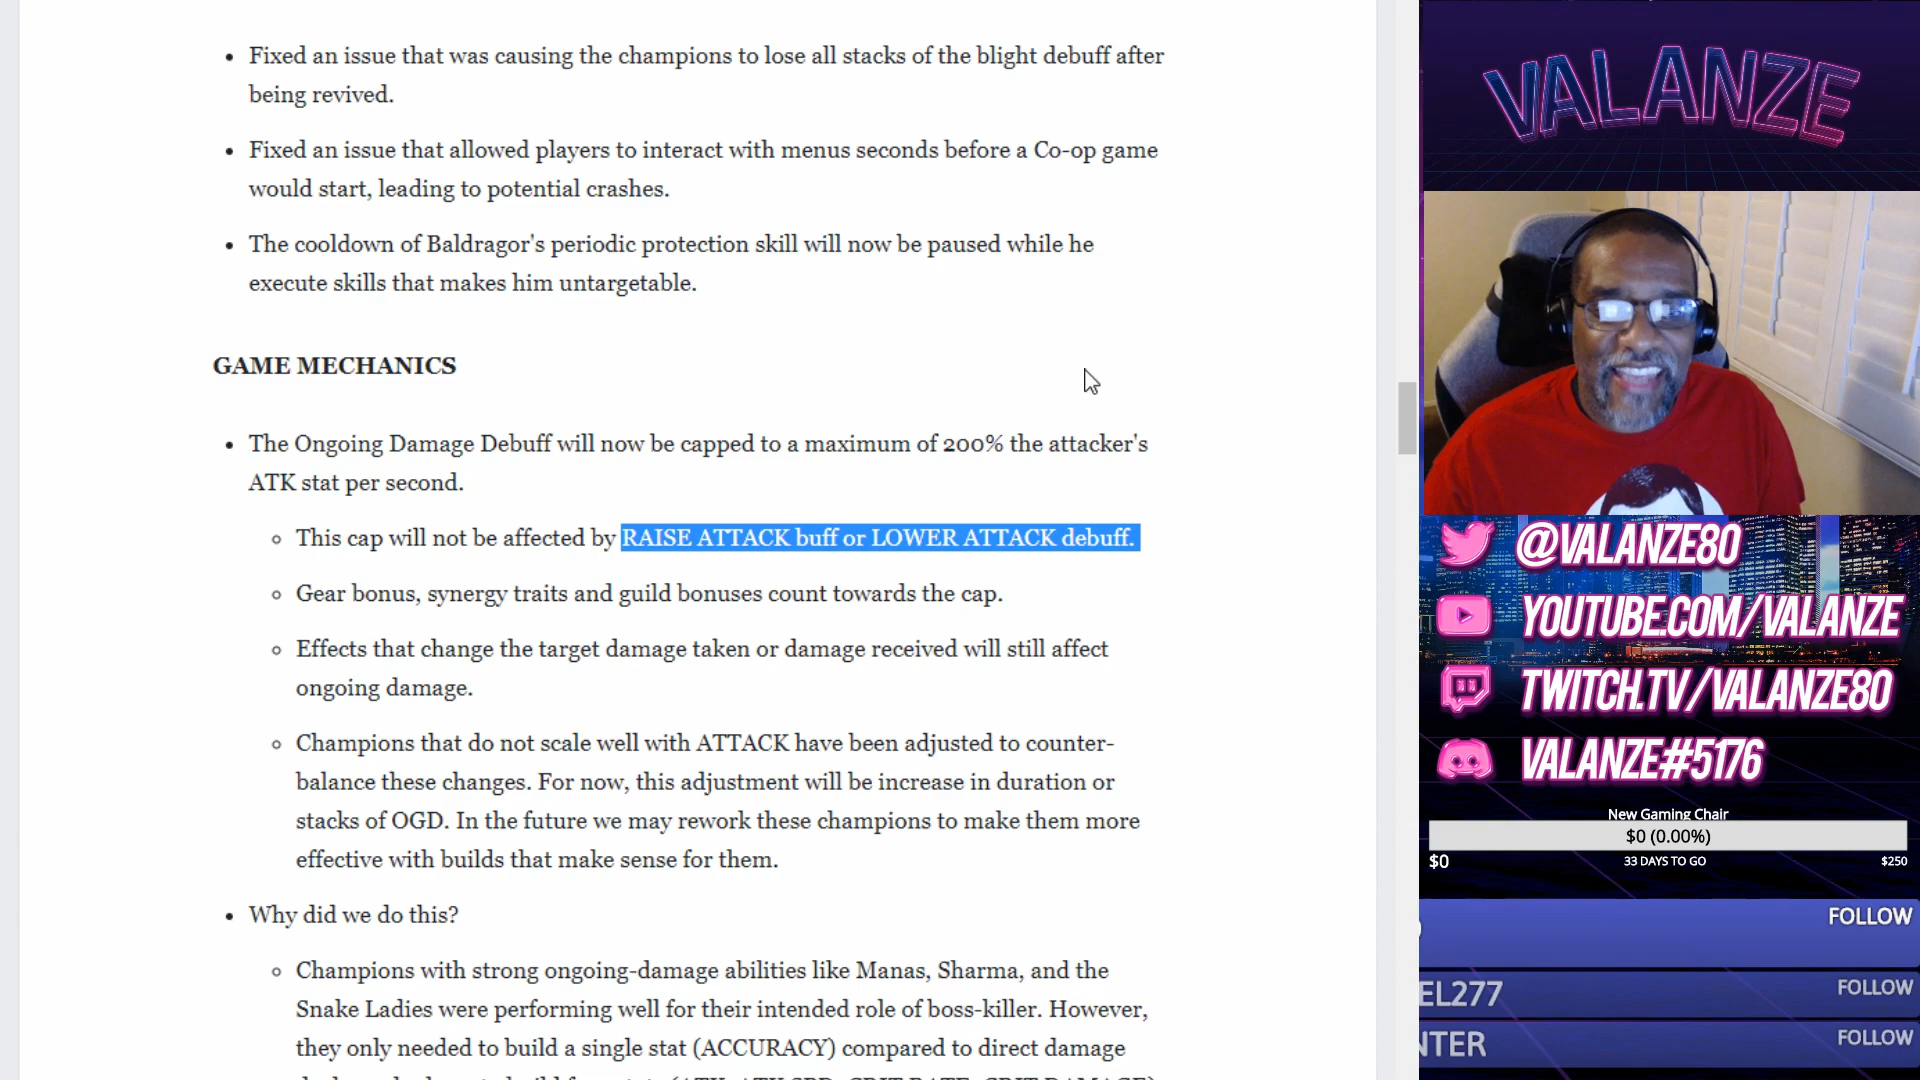 Fixed an issue that was causing the champions to lose all stacks of the blight debuff after
being revived.
Fixed an issue that allowed players to interact with menus seconds before a Co-op game
would start, leading to potential crashes.
The cooldown of Baldragor's periodic protection skill will now be paused while he
execute skills that makes him untargetable.
GAME MECHANICS
The Ongoing Damage Debuff will now be capped to a maximum of 200% the attacker's
ATK stat per second.
This cap will not be affected by RAISE ATTACK buff or LOWER ATTACK debuff.
Gear bonus, synergy traits and guild bonuses count towards the cap.
Effects that change the target damage taken or damage received will still affect
ongoing damage.
Champions that do not scale well with ATTACK have been adjusted to counter-
balance these changes. For now, this adjustment will be increase in duration or
stacks of OGD. In the future we may rework these champions to make them more
effective with builds that make sense for them.
Why did we do this?
Champions with strong ongoing-damage abilities like Manas, Sharma, and the
Snake Ladies were performing well for their intended role of boss-killer. However,
they only needed to build a single stat (ACCURACY) compared to direct damage
VALANZE
@VALANZE80
YOUTUBE.COM/VALANZE
TWITCH.TV/VALANZE80
VALANZE#5176
New Gaming Chair
$0 (0.00%)
$0 33 DAYS TO GO $250
FOLLOW
EL277 FOLLOW
NTER FOLLOW